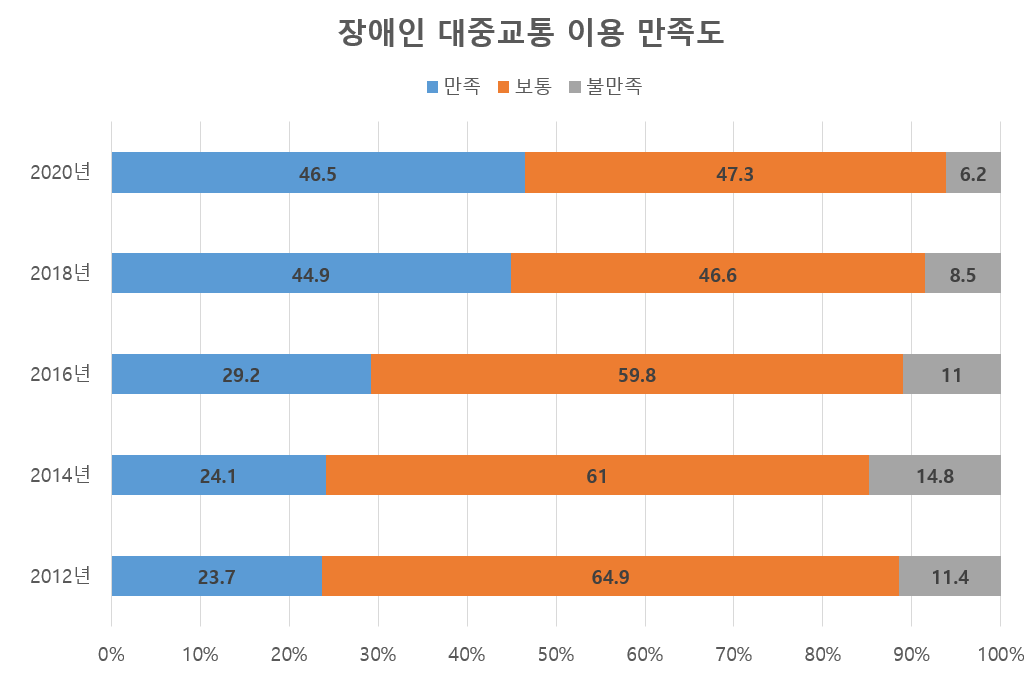 장애인 대중교통 이용 만족도
만족 보통 불만족
2020년 46.5 47.3 6.2
2018년 44.9 46.6 8.5
2016년 29.2 59.8 11
2014년 24.1 61 14.8
2012년 23.7 64.9 11.4
0% 10% 20% 30% 40% 50% 60% 70% 80% 90% 100%